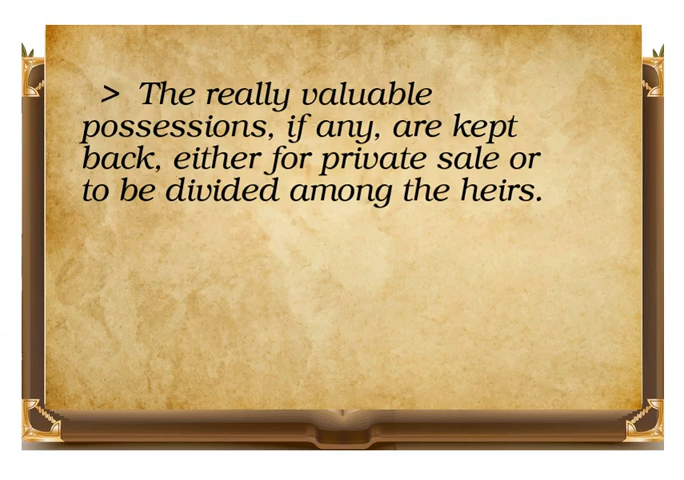 > The really valuable
possessions, if any, are kept
back, either for private sale or
to be divided among the heirs.